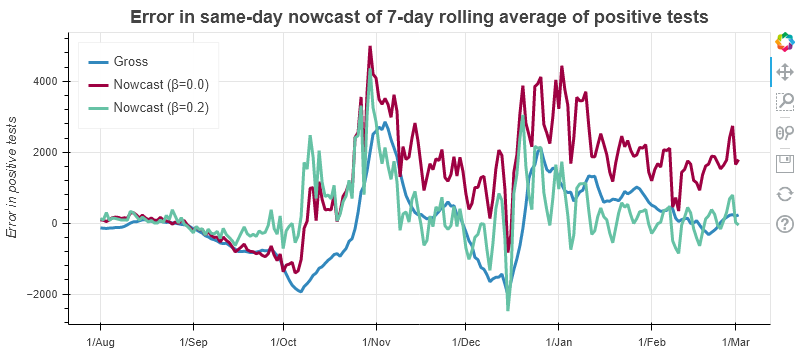 Error in same-day nowcast of 7-day rolling average of positive tests
Gross
Nowcast (β=0.0)
Nowcast (β=0.2)
Error in positive tests
4000
2000
0
−2000
1/Aug 1/Sep 1/Oct 1/Nov 1/Dec 1/Jan 1/Feb 1/Mar